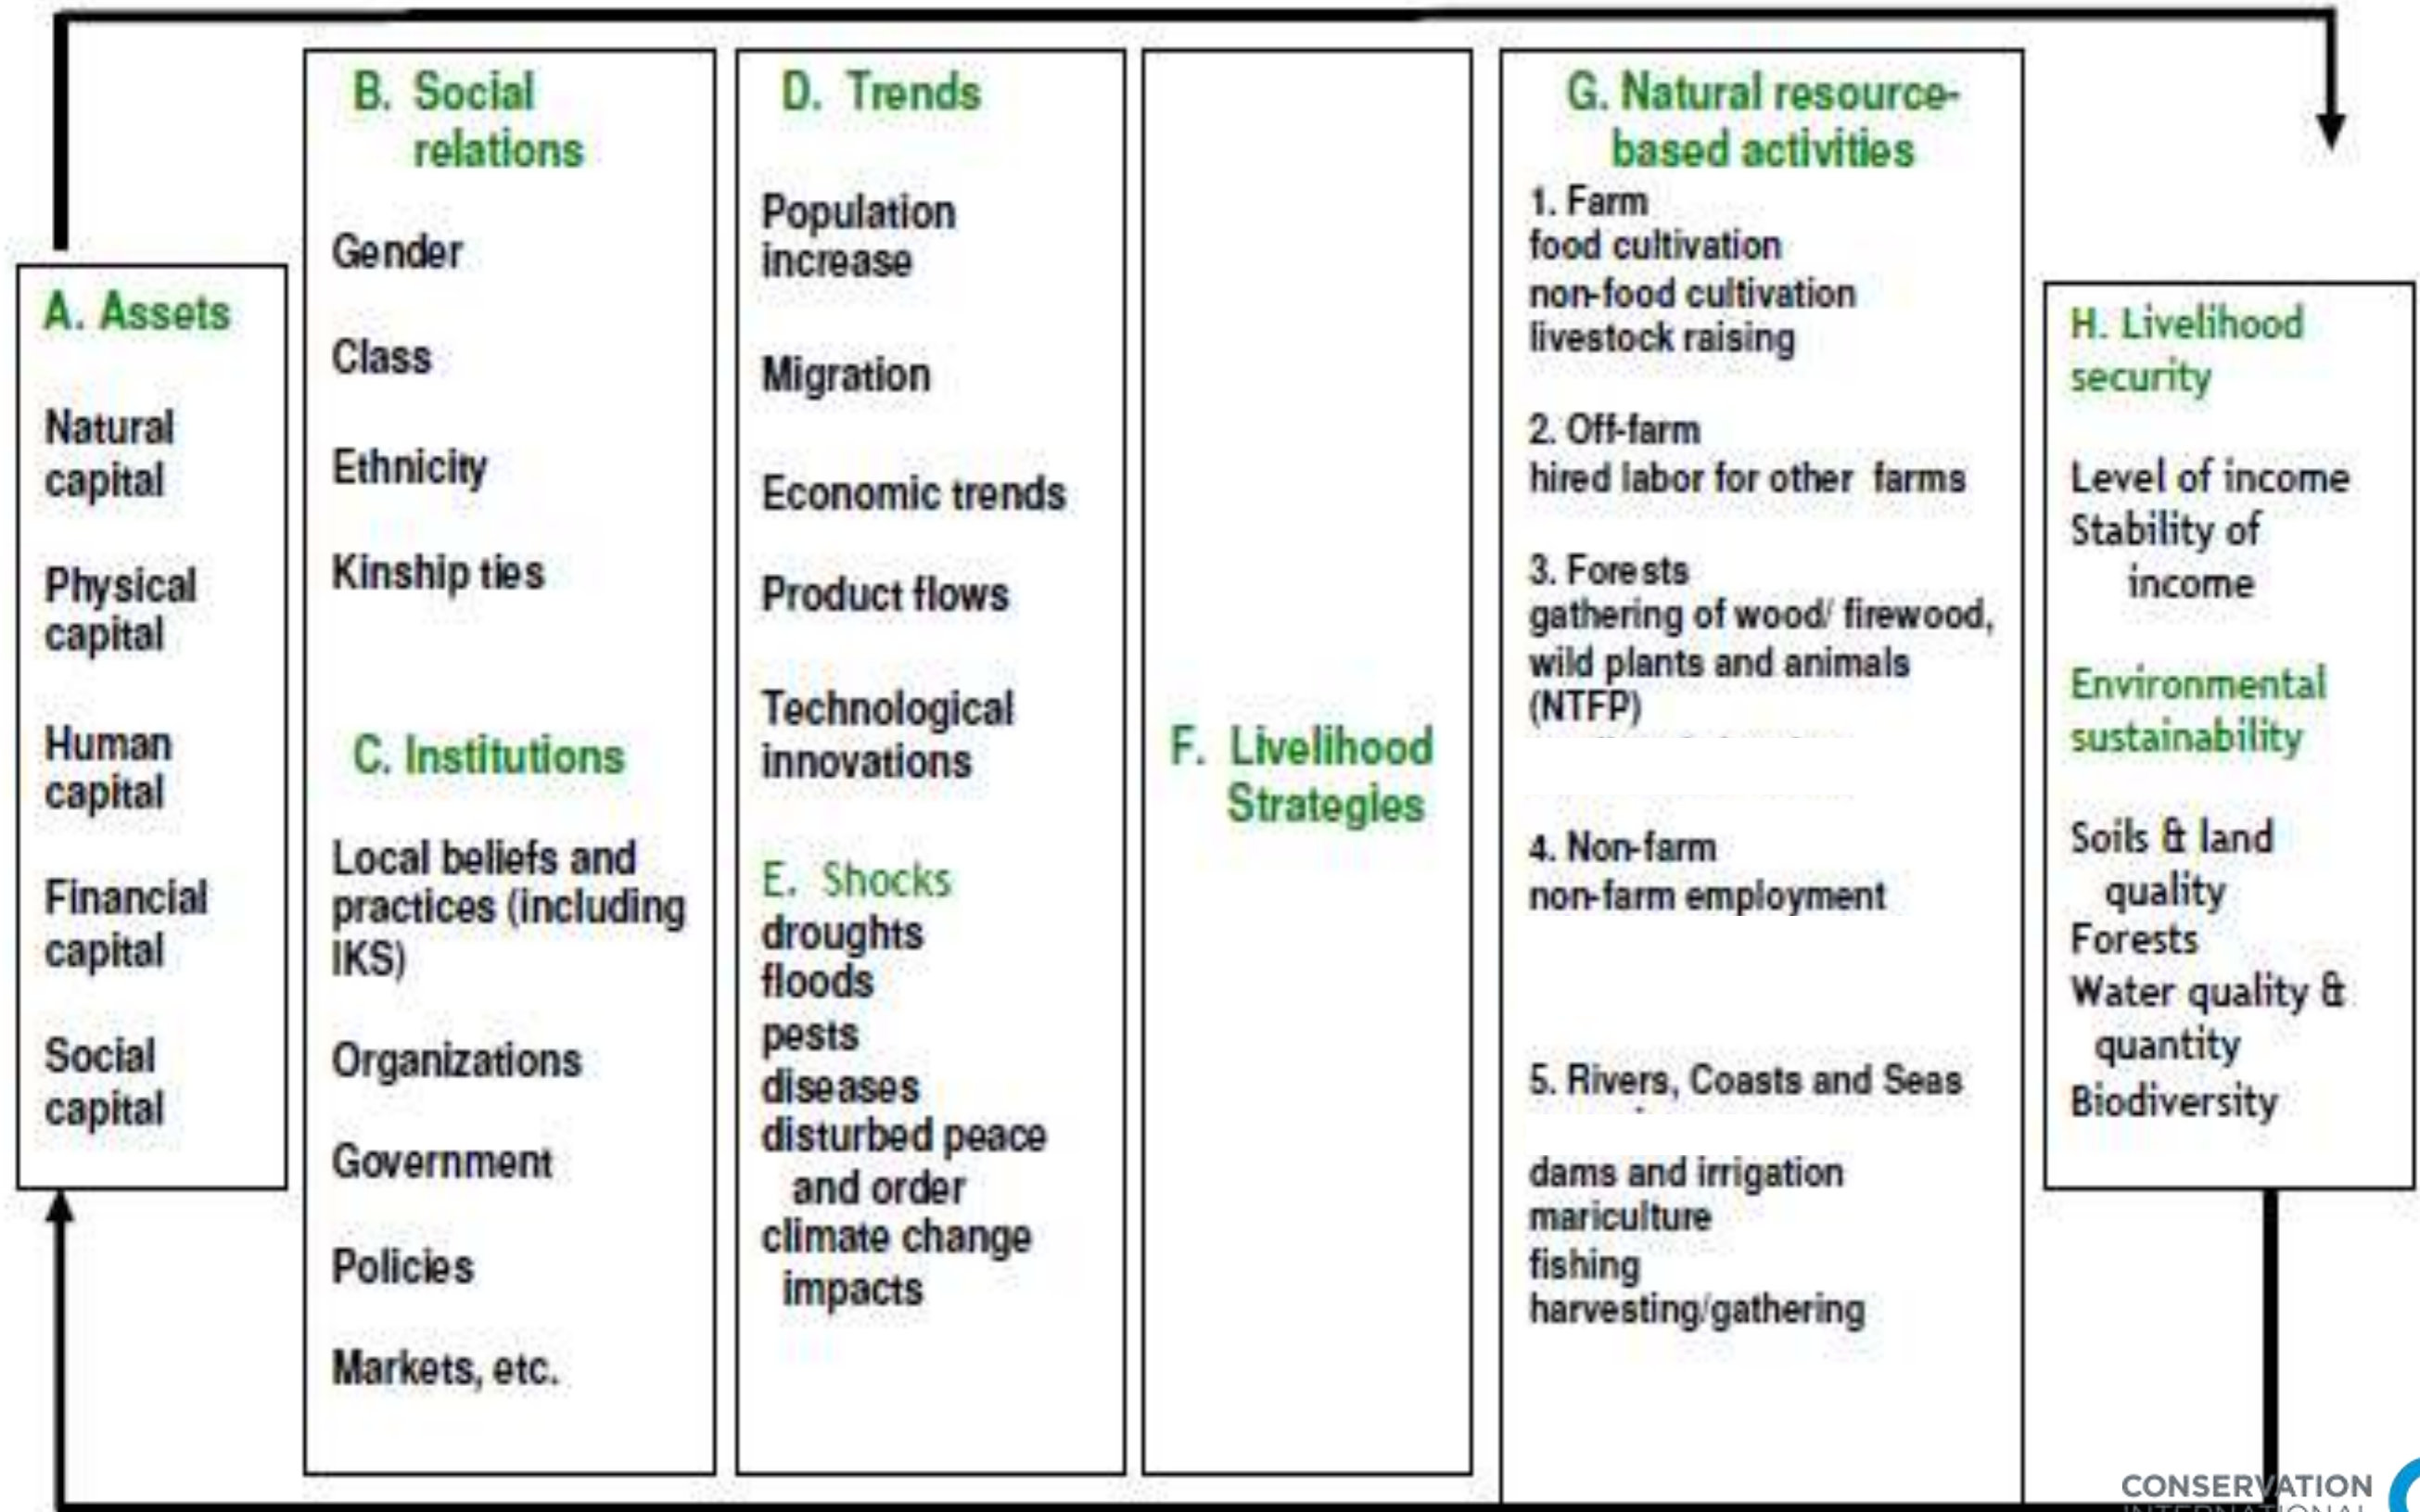 A. Assets
Natural
capital
Physical
capital
Human
capital
Financial
capital
Social
capital
B. Social
relations
Gender
Class
Ethnicity
Kinship ties
C. Institutions
Local beliefs and
practices (including
IKS)
Organizations
Government
Policies
Markets, etc.
D. Trends
Population
increase
Migration
Economic trends
Product flows
Technological
innovations
E. Shocks
droughts
floods
pests
diseases
disturbed peace
and order
climate change
impacts
F. Livelihood
Strategies
G. Natural resource-
based activities
1. Farm
food cultivation
non-food cultivation
livestock raising
2. Off-farm
hired labor for other farms
3. Forests
gathering of wood/ firewood,
wild plants and animals
(NTFP)
4. Non-farm
non-farm employment
5. Rivers, Coasts and Seas
dams and irrigation
mariculture
fishing
harvesting/gathering
H. Livelihood
security
Level of income
Stability of
income
Environmental
sustainability
Soils & land
quality
Forests
Water quality &
quantity
Biodiversity
CONSERVATION
INTERNATIONAL